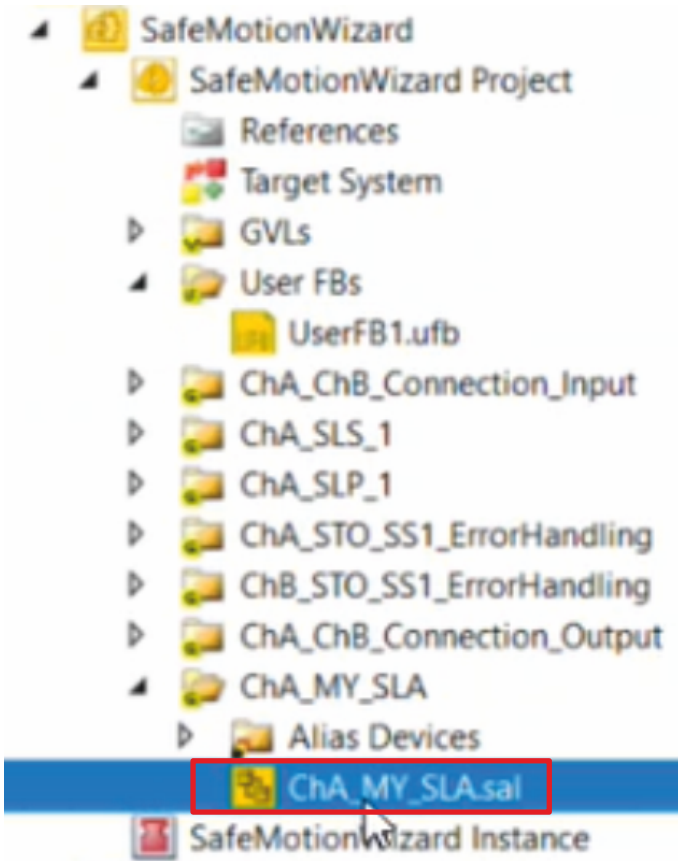 SafeMotionWizard
SafeMotionWizard Project
References
Target System
GVLs
User FBs
UserFB1.ufb
ChA_ChB_Connection_Input
ChA_SLS_1
ChA_SLP_1
ChA_STO_SS1_ErrorHandling
ChB_STO_SS1_ErrorHandling
ChA_ChB_Connection_Output
ChA_MY_SLA
Alias Devices
ChA_MY_SLA.sal
SafeMotionWizard Instance